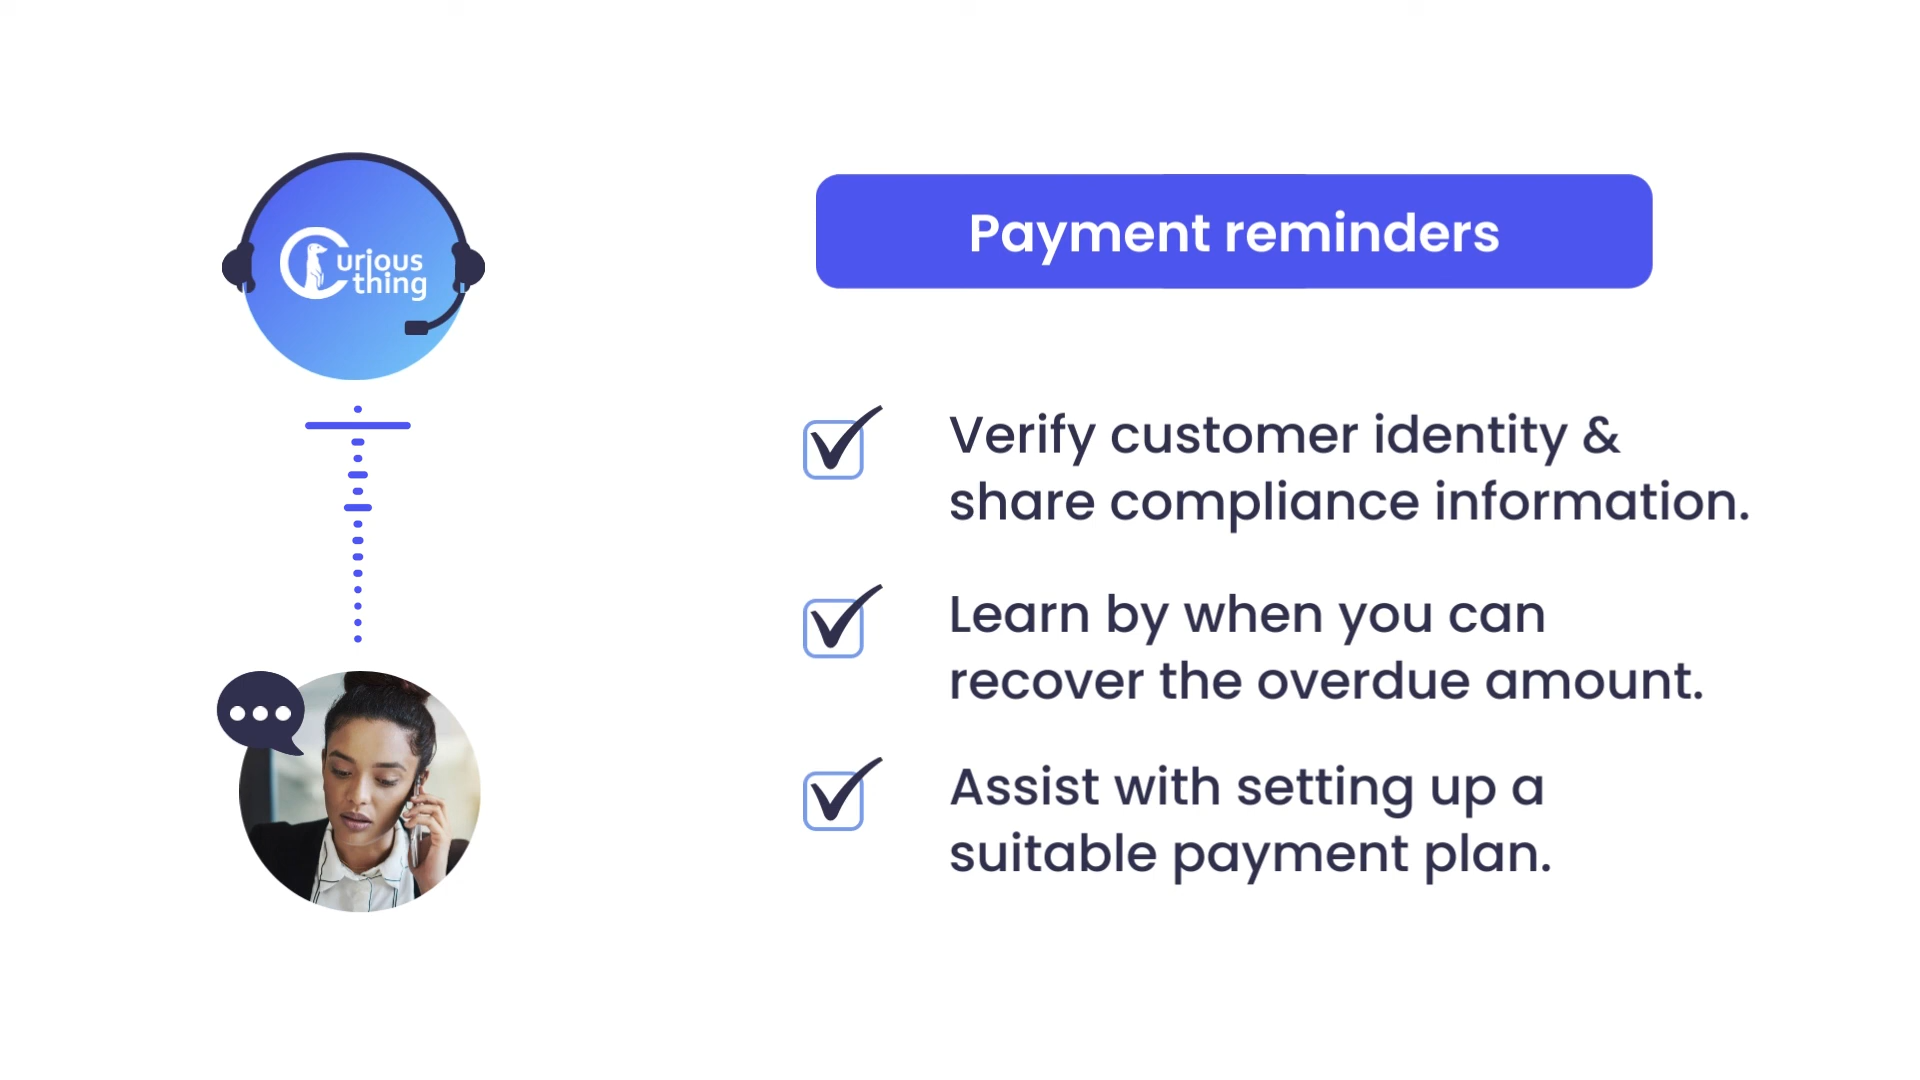 Curious
thing
Payment reminders
Verify customer identity &
share compliance information.
Learn by when you can
recover the overdue amount.
Assist with setting up a
suitable payment plan.